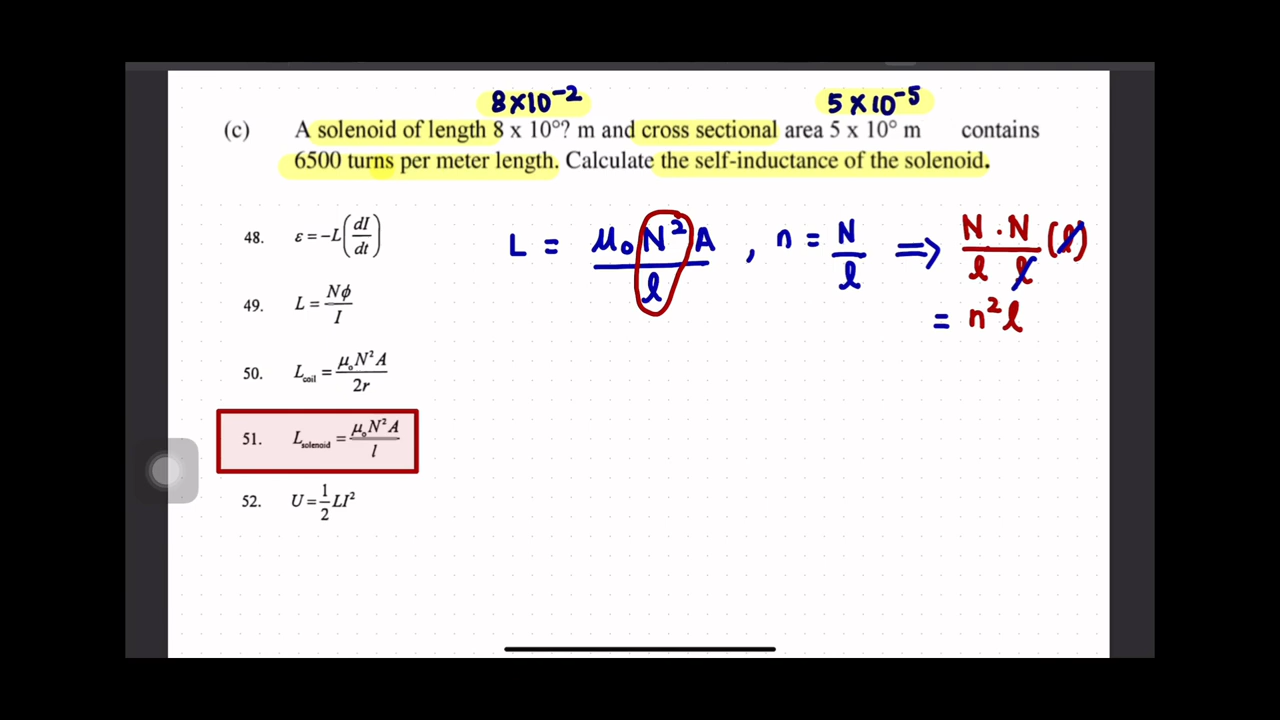 8×10⁻² 5×10⁻⁵
(c) A solenoid of length 8 x 10°? m and cross sectional area 5 x 10° m contains
6500 turns per meter length. Calculate the self-inductance of the solenoid.
48. ε = −L(dI/dt)
L = μ₀N²A/l , n = N/l ⇒ N·N/l l (l)
= n²l
49. L = Nϕ/I
50. L_coil = μ₀N²A/2r
51. L_solenoid = μ₀N²A/l
52. U = 1/2 LI²